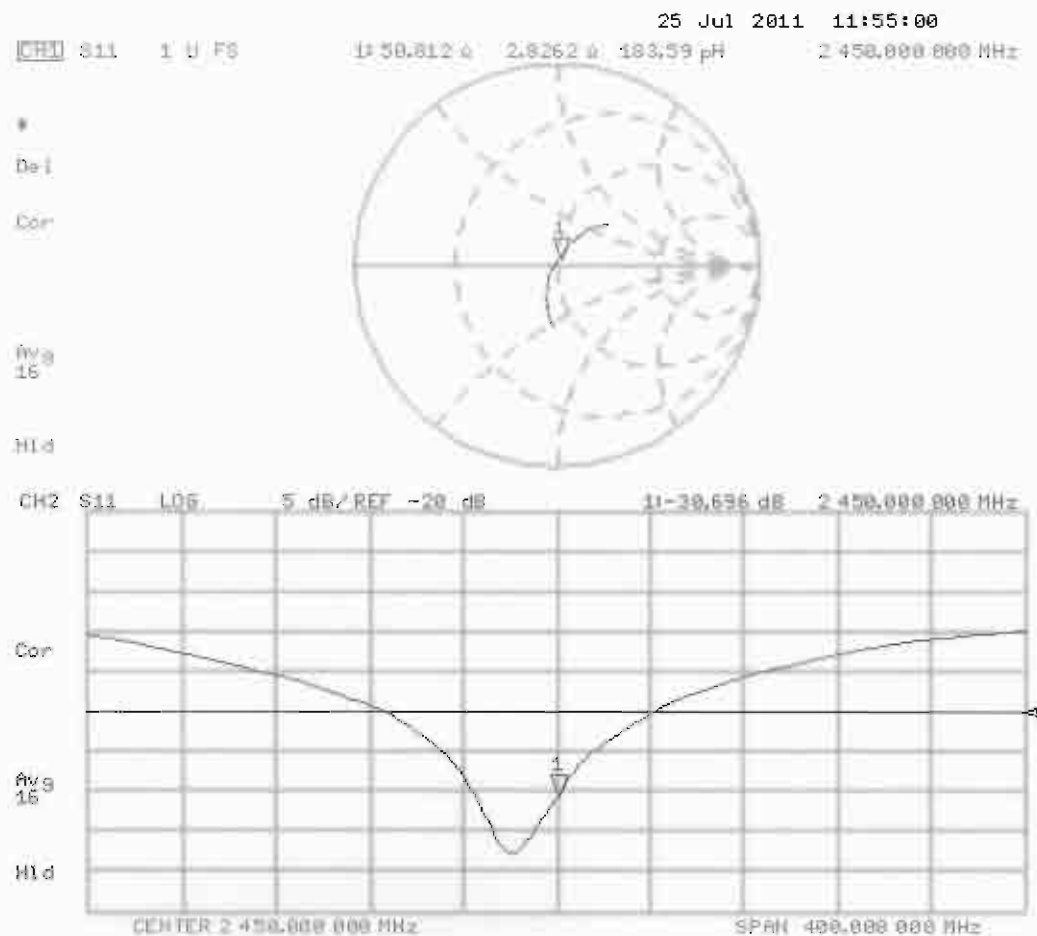 25 Jul 2011 11:55:00
CH1 S11 1 U FS 1: 50.812 Ω 2.8262 Ω 183.59 pH 2 450.000 000 MHz
*
Del
1
Cor
Avg
16
Hld
CH2 S11 LOG 5 dB/REF -20 dB 1:-30.696 dB 2 450.000 000 MHz
Cor
1
Avg
16
Hld
CENTER 2 450.000 000 MHz SPAN 400.000 000 MHz